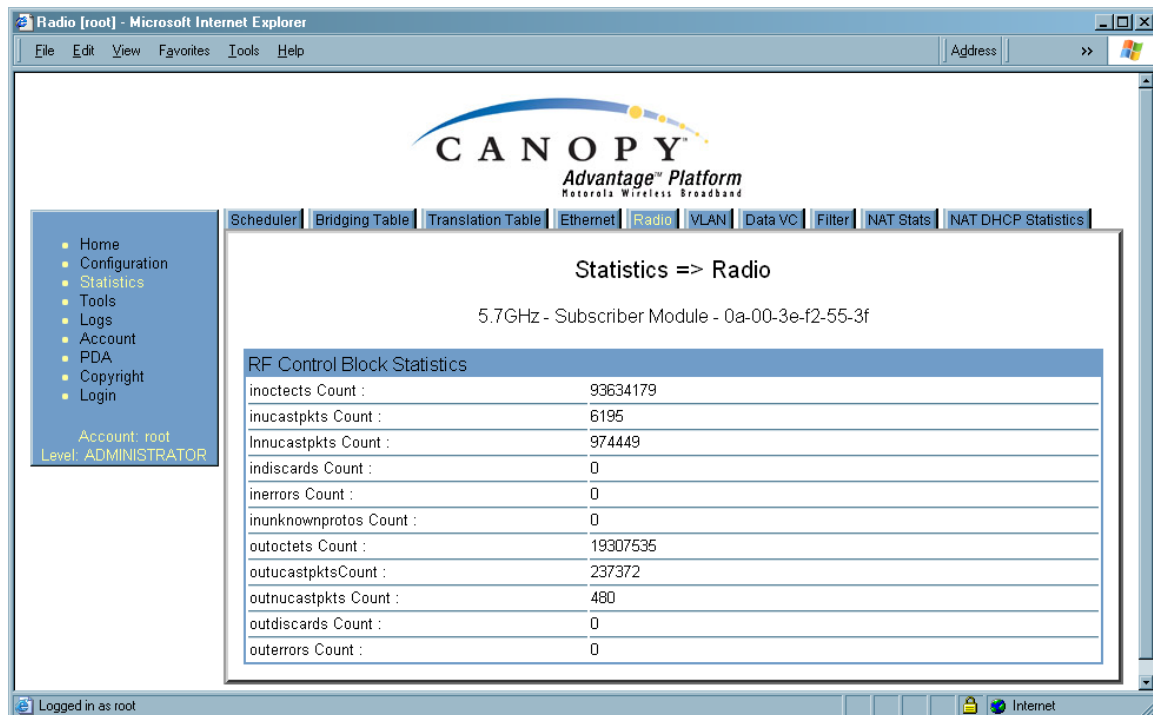 Radio [root] - Microsoft Internet Explorer
File Edit View Favorites Tools Help
Address »
CANOPY™
Advantage™ Platform
Motorola Wireless Broadband
Scheduler Bridging Table Translation Table Ethernet Radio VLAN Data VC Filter NAT Stats NAT DHCP Statistics
Home
Configuration
Statistics
Tools
Logs
Account
PDA
Copyright
Login
Account: root
Level: ADMINISTRATOR
Statistics => Radio
5.7GHz - Subscriber Module - 0a-00-3e-f2-55-3f
RF Control Block Statistics
inoctects Count : 93634179
inucastpkts Count : 6195
Innucastpkts Count : 974449
indiscards Count : 0
inerrors Count : 0
inunknownprotos Count : 0
outoctets Count : 19307535
outucastpktsCount : 237372
outnucastpkts Count : 480
outdiscards Count : 0
outerrors Count : 0
Logged in as root
Internet